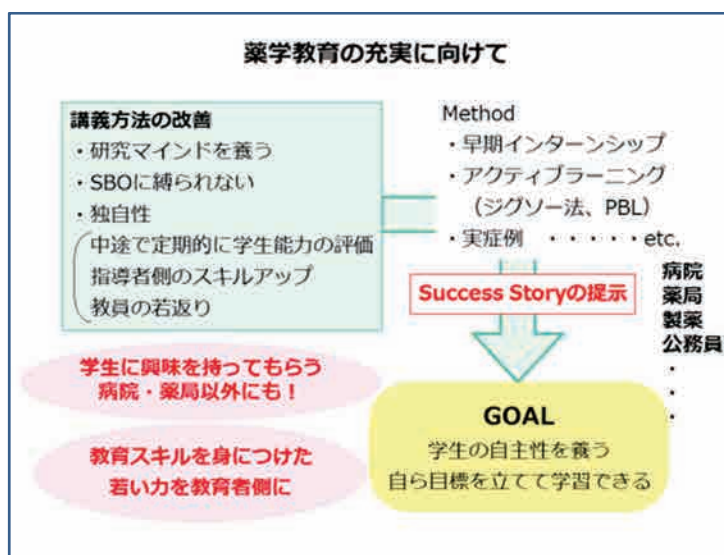 薬学教育の充実に向けて
講義方法の改善
・研究マインドを養う
・SBOに縛られない
・独自性
中途で定期的に学生能力の評価
指導者側のスキルアップ
教員の若返り
Method
・早期インターンシップ
・アクティブラーニング
（ジグソー法、PBL）
・実症例　・・・・・etc.
Success Storyの提示
病院
薬局
製薬
公務員
・
・
・
学生に興味を持ってもらう
病院・薬局以外にも！
教育スキルを身につけた
若い力を教育者側に
GOAL
学生の自主性を養う
自ら目標を立てて学習できる